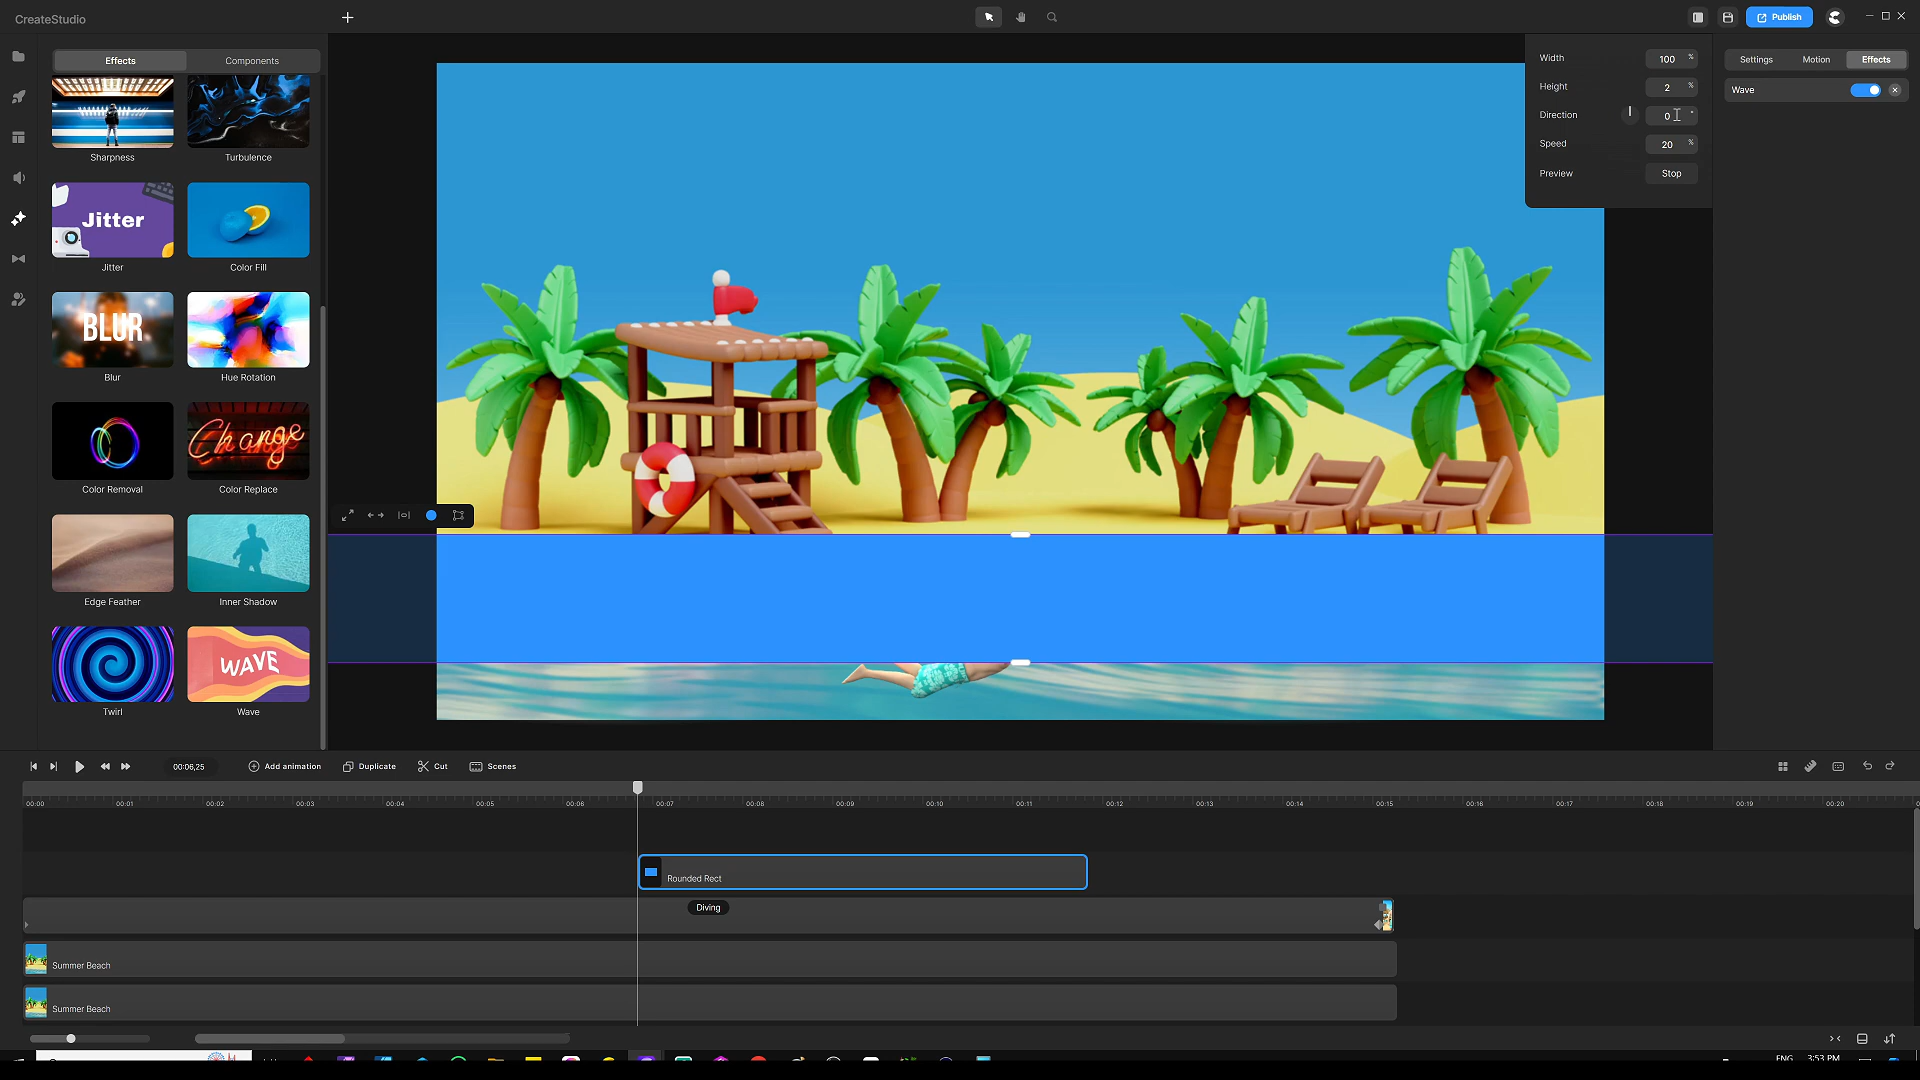 CreateStudio
Publish
Effects
Components
Sharpness
Turbulence
Jitter
Jitter
Color Fill
BLUR
Blur
Hue Rotation
Color Removal
Change
Color Replace
Edge Feather
Inner Shadow
Twirl
WAVE
Wave
Width
100 %
Height
2 %
Direction
0 °
Speed
20 %
Preview
Stop
Settings
Motion
Effects
Wave
00:06,25
Add animation
Duplicate
Cut
Scenes
00:00
00:01
00:02
00:03
00:04
00:05
00:06
00:07
00:08
00:09
00:10
00:11
00:12
00:13
00:14
00:15
00:16
00:17
00:18
00:19
00:20
Rounded Rect
Diving
Summer Beach
Summer Beach
ENG
3:53 PM